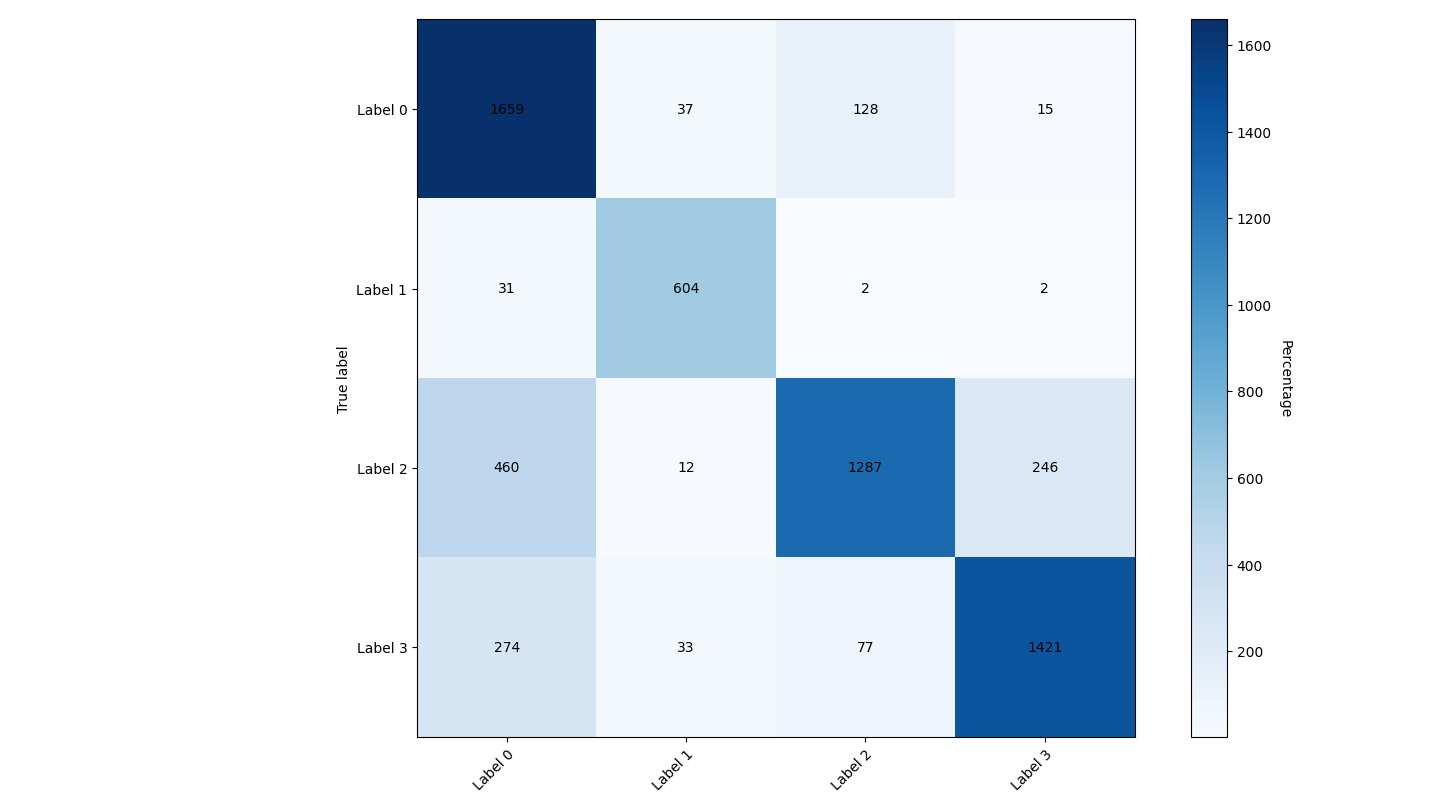 True label
Label 0 1659 37 128 15
Label 1 31 604 2 2
Label 2 460 12 1287 246
Label 3 274 33 77 1421
Label 0 Label 1 Label 2 Label 3
1600
1400
1200
1000
800
600
400
200
Percentage